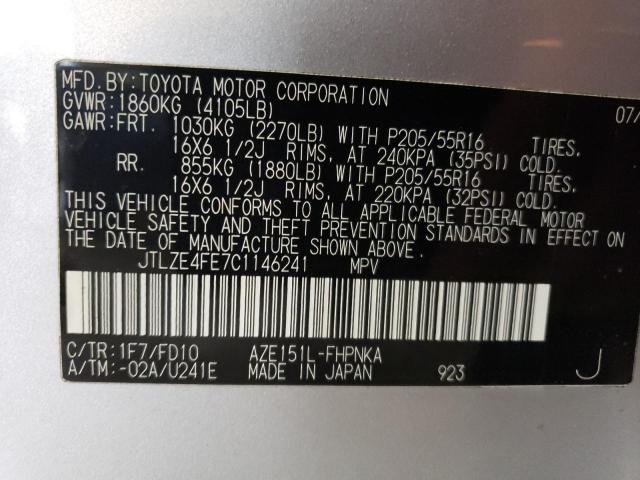 MFD.BY:TOYOTA MOTOR CORPORATION 07/
GVWR:1860KG (4105LB)
GAWR:FRT. 1030KG (2270LB) WITH P205/55R16 TIRES,
16X6 1/2J RIMS, AT 240KPA (35PSI) COLD.
RR. 855KG (1880LB) WITH P205/55R16 TIRES,
16X6 1/2J RIMS, AT 220KPA (32PSI) COLD.
THIS VEHICLE CONFORMS TO ALL APPLICABLE FEDERAL MOTOR
VEHICLE SAFETY AND THEFT PREVENTION STANDARDS IN EFFECT ON
THE DATE OF MANUFACTURE SHOWN ABOVE.
JTLZE4FE7C1146241 MPV
C/TR:1F7/FD10 AZE151L-FHPNKA
A/TM:-02A/U241E MADE IN JAPAN 923 J